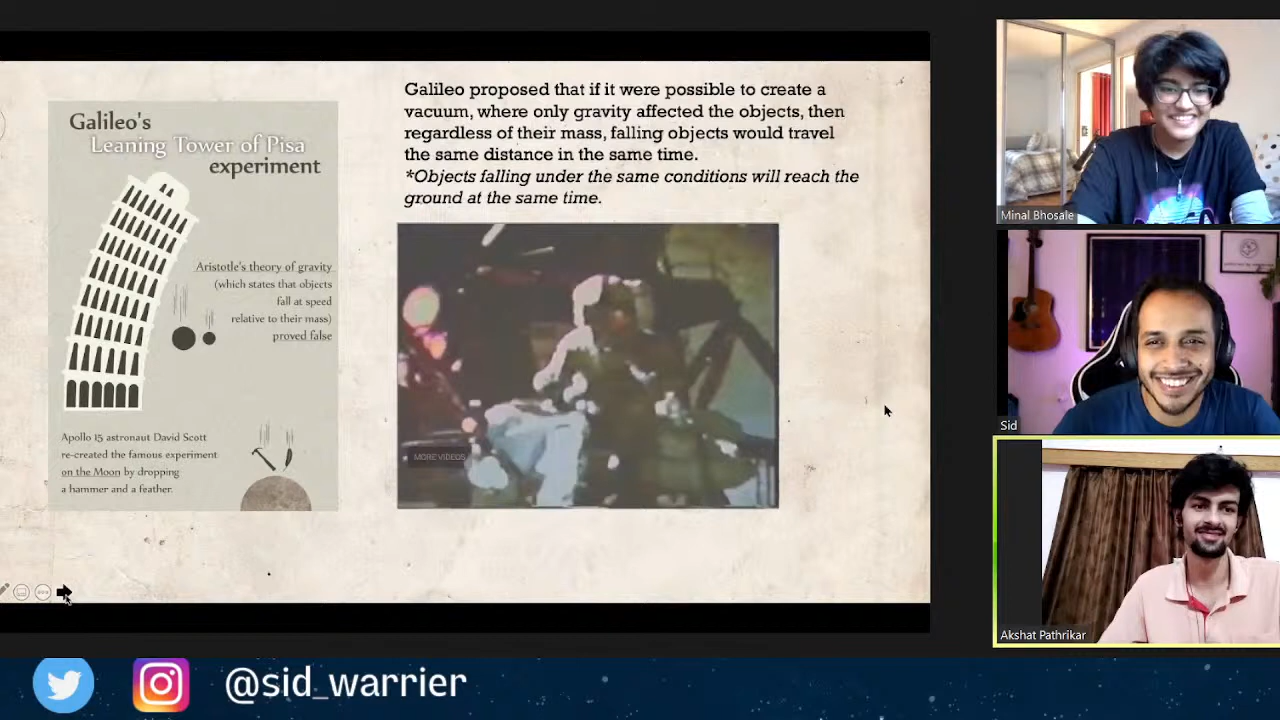 Galileo's
Leaning Tower of Pisa
experiment
Aristotle's theory of gravity
(which states that objects
fall at speed
relative to their mass)
proved false
Apollo 15 astronaut David Scott
re-created the famous experiment
on the Moon by dropping
a hammer and a feather.
Galileo proposed that if it were possible to create a
vacuum, where only gravity affected the objects, then
regardless of their mass, falling objects would travel
the same distance in the same time.
*Objects falling under the same conditions will reach the
ground at the same time.
MORE VIDEOS
Minal Bhosale
Sid
Akshat Pathrikar
@sid_warrier